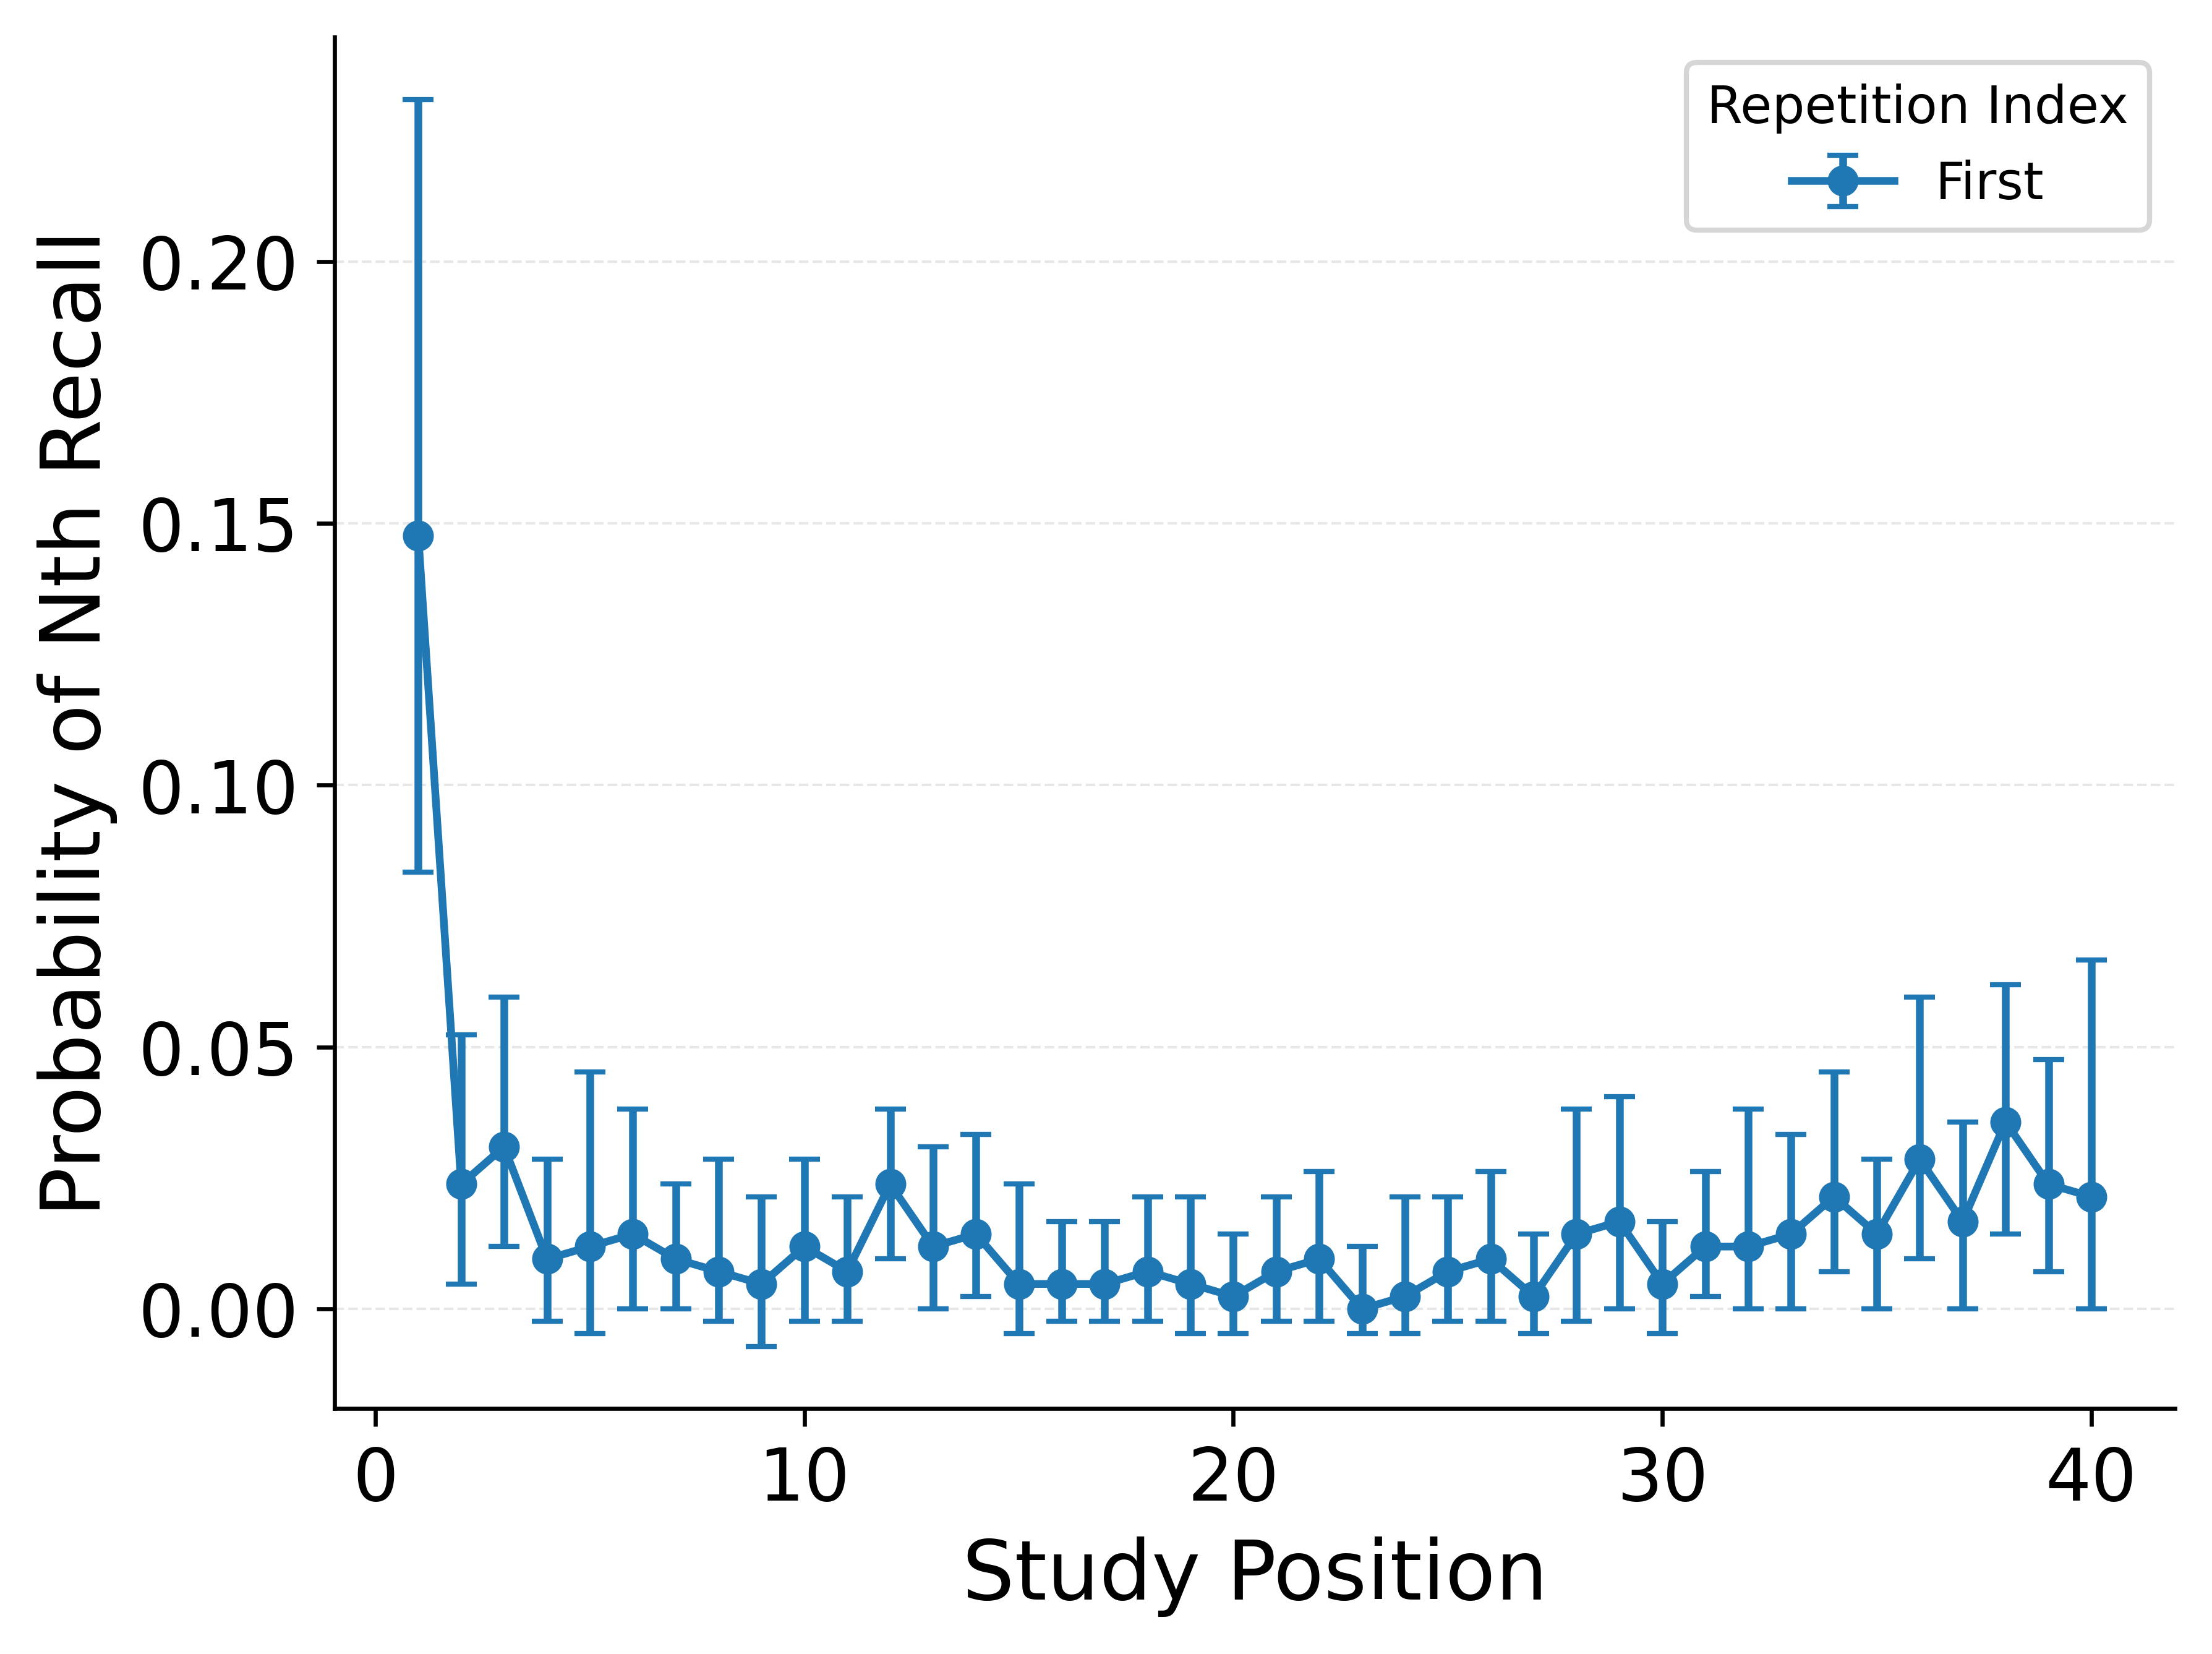 Probability of Nth Recall
0.20
0.15
0.10
0.05
0.00
0 10 20 30 40
Study Position
Repetition Index
First